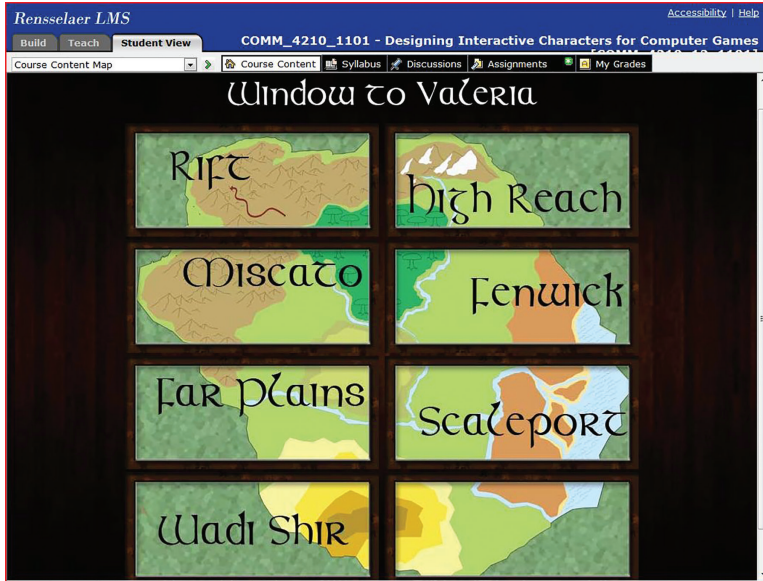 Rensselaer LMS
Accessibility | Help
Build Teach Student View
COMM_4210_1101 - Designing Interactive Characters for Computer Games
Course Content Map
Course Content Syllabus Discussions Assignments My Grades
Window to Valeria
Rift
High Reach
Miscato
Fenwick
Far Plains
Scaleport
Wadi Shir